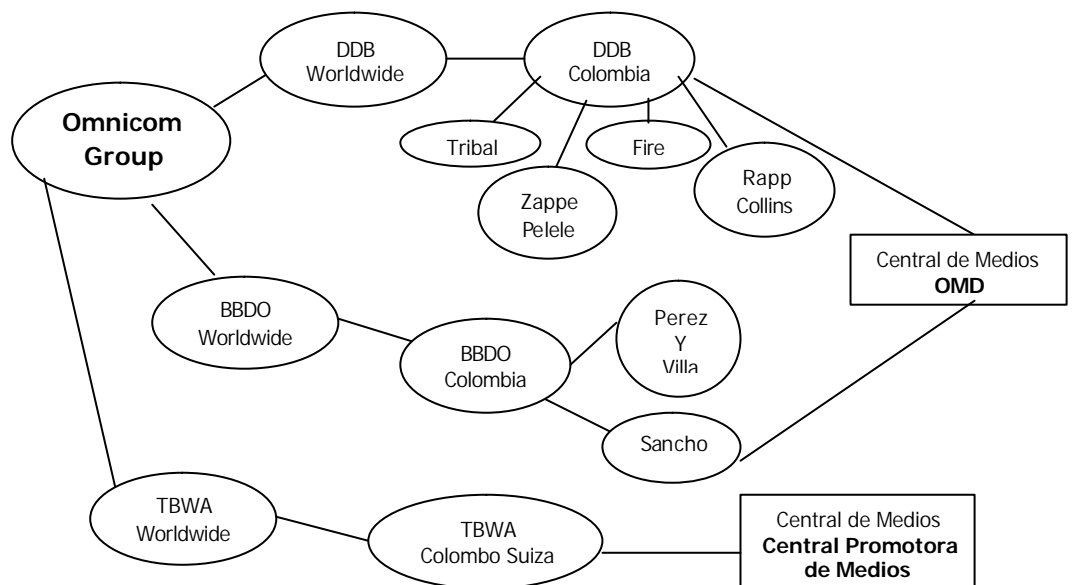 DDB
Worldwide
DDB
Colombia
Omnicom
Group
Tribal
Fire
Zappe
Pelele
Rapp
Collins
Central de Medios
OMD
BBDO
Worldwide
BBDO
Colombia
Perez
Y
Villa
Sancho
TBWA
Worldwide
TBWA
Colombo Suiza
Central de Medios
Central Promotora
de Medios